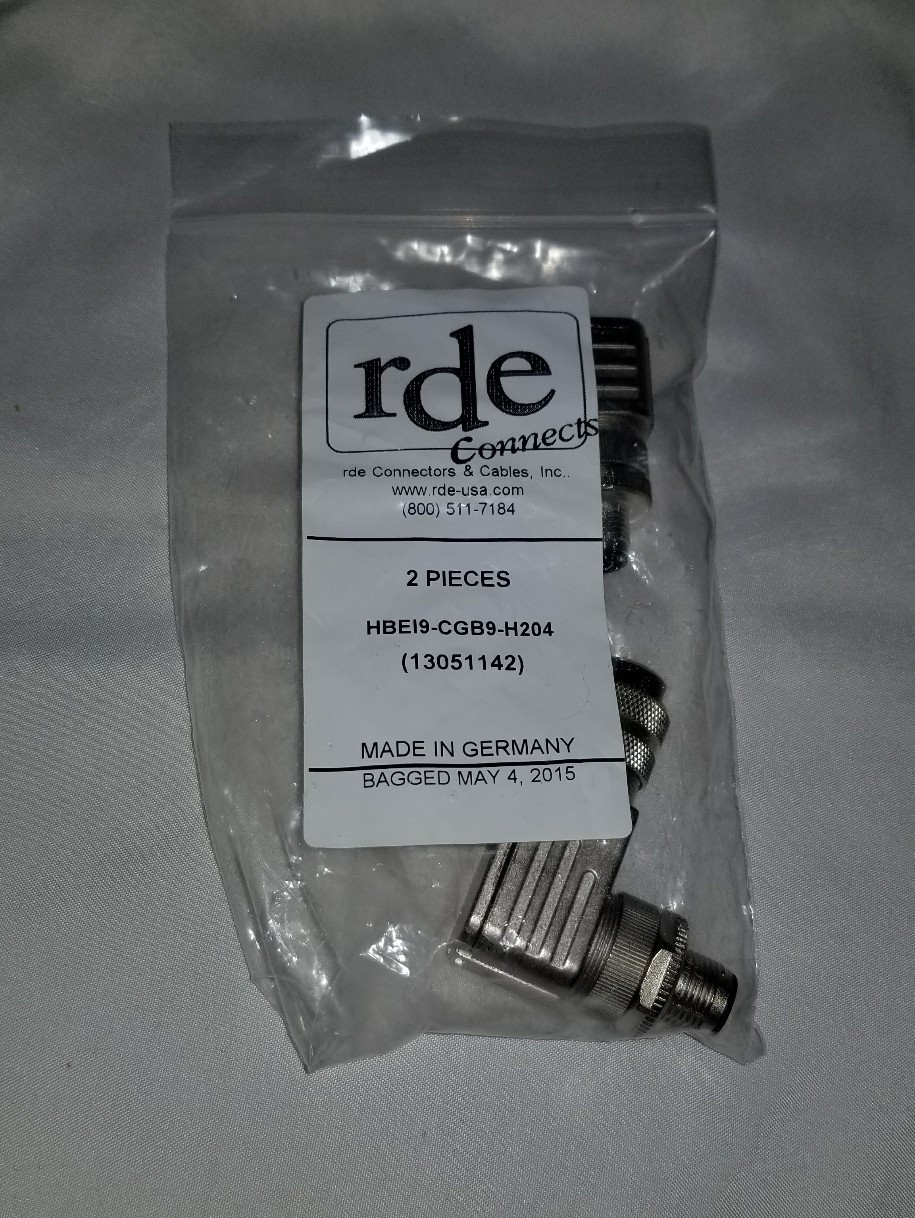 rde
Connects
rde Connectors & Cables, Inc..
www.rde-usa.com
(800) 511-7184
2 PIECES
HBEI9-CGB9-H204
(13051142)
MADE IN GERMANY
BAGGED MAY 4, 2015